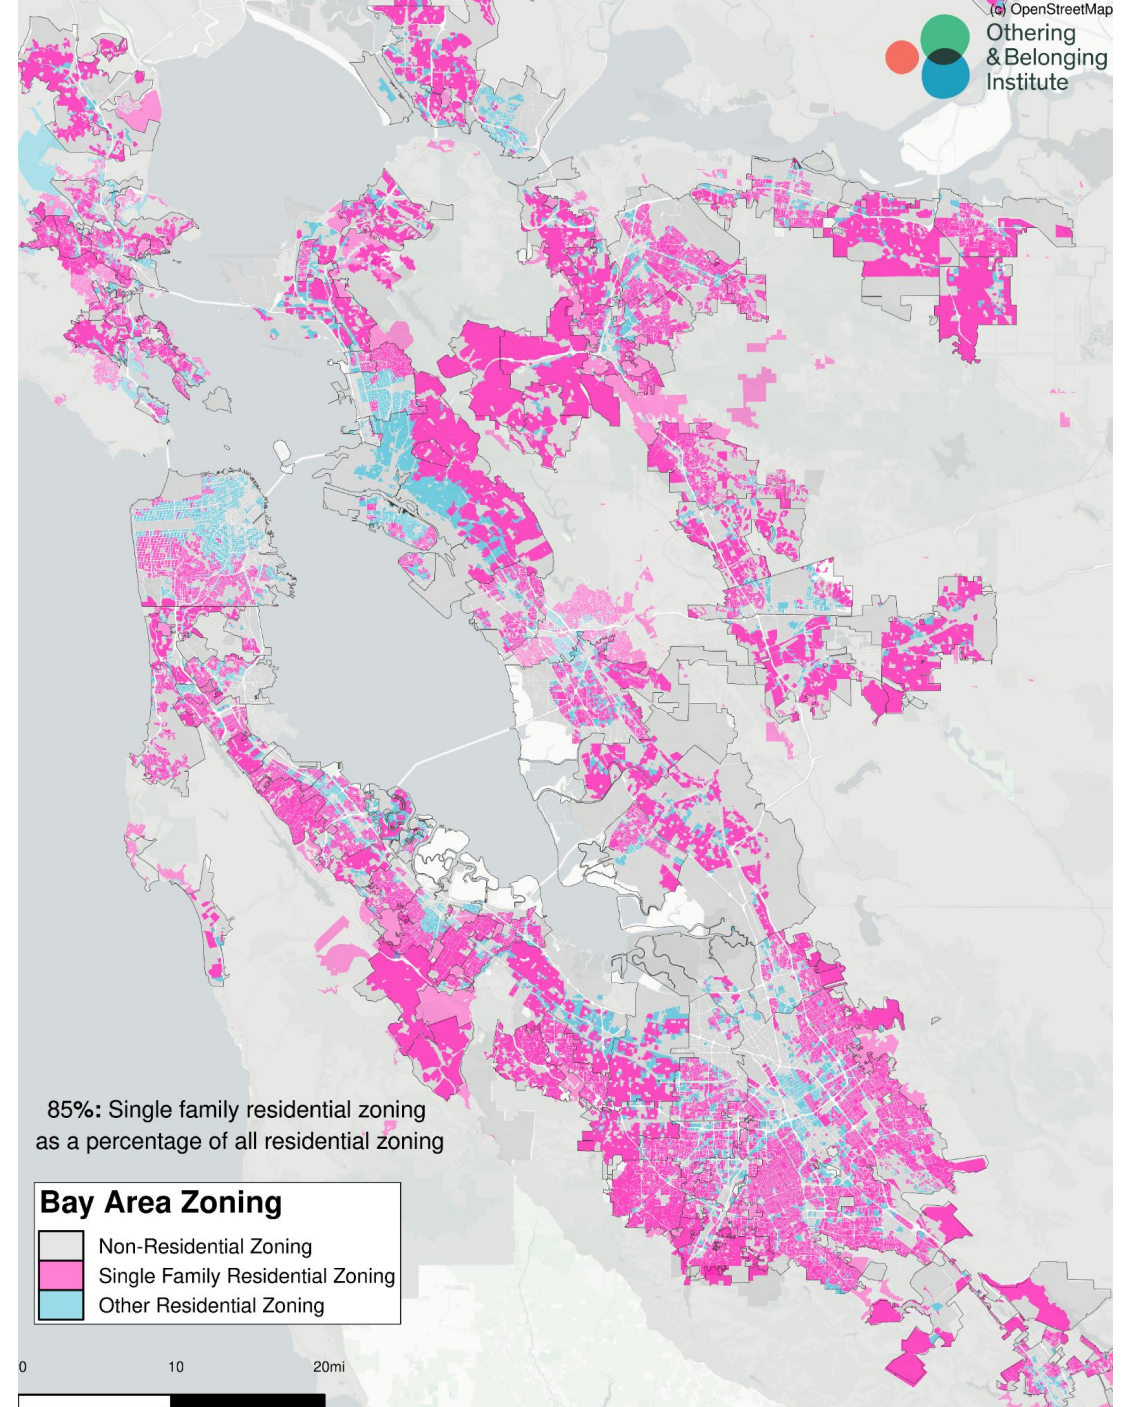 (c) OpenStreetMap
Othering
& Belonging
Institute
85%: Single family residential zoning
as a percentage of all residential zoning
Bay Area Zoning
Non-Residential Zoning
Single Family Residential Zoning
Other Residential Zoning
0 10 20mi